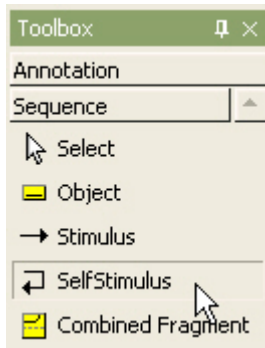 Toolbox
Annotation
Sequence
Select
Object
Stimulus
SelfStimulus
Combined Fragment